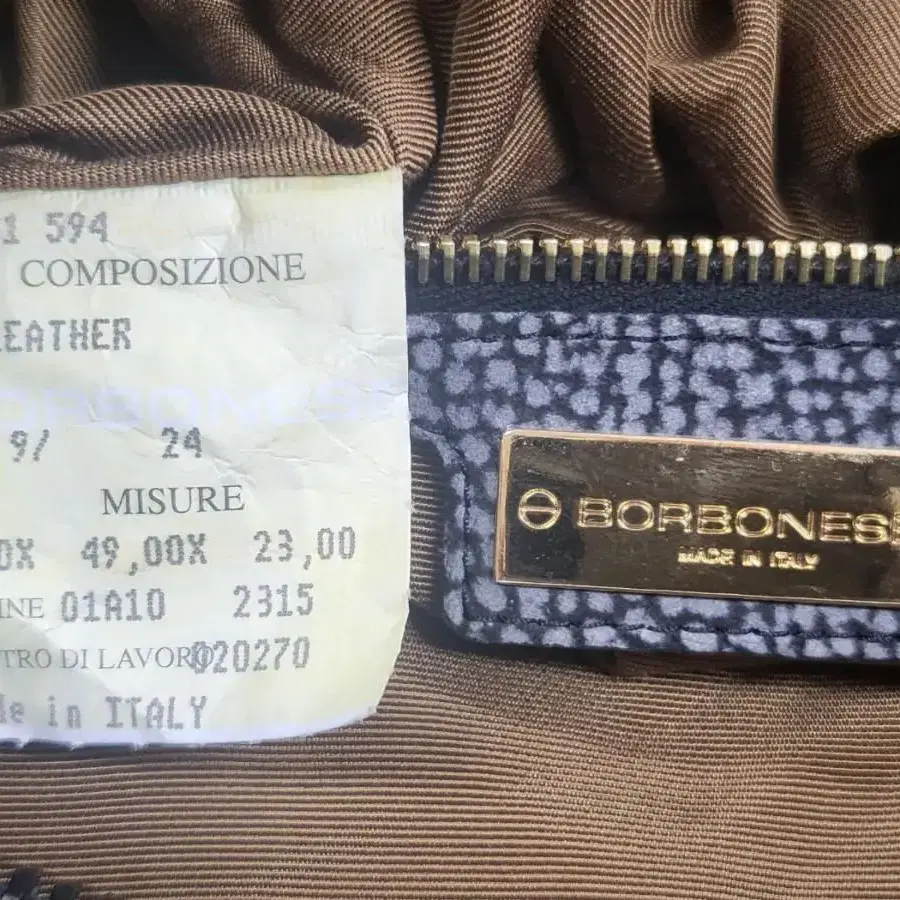 1 594
COMPOSIZIONE
LEATHER
BORBONESE
9/ 24
MISURE
0X 49,00X 23,00
INE 01A10 2315
TRO DI LAVORO 020270
de in ITALY
BORBONESE
MADE IN ITALY